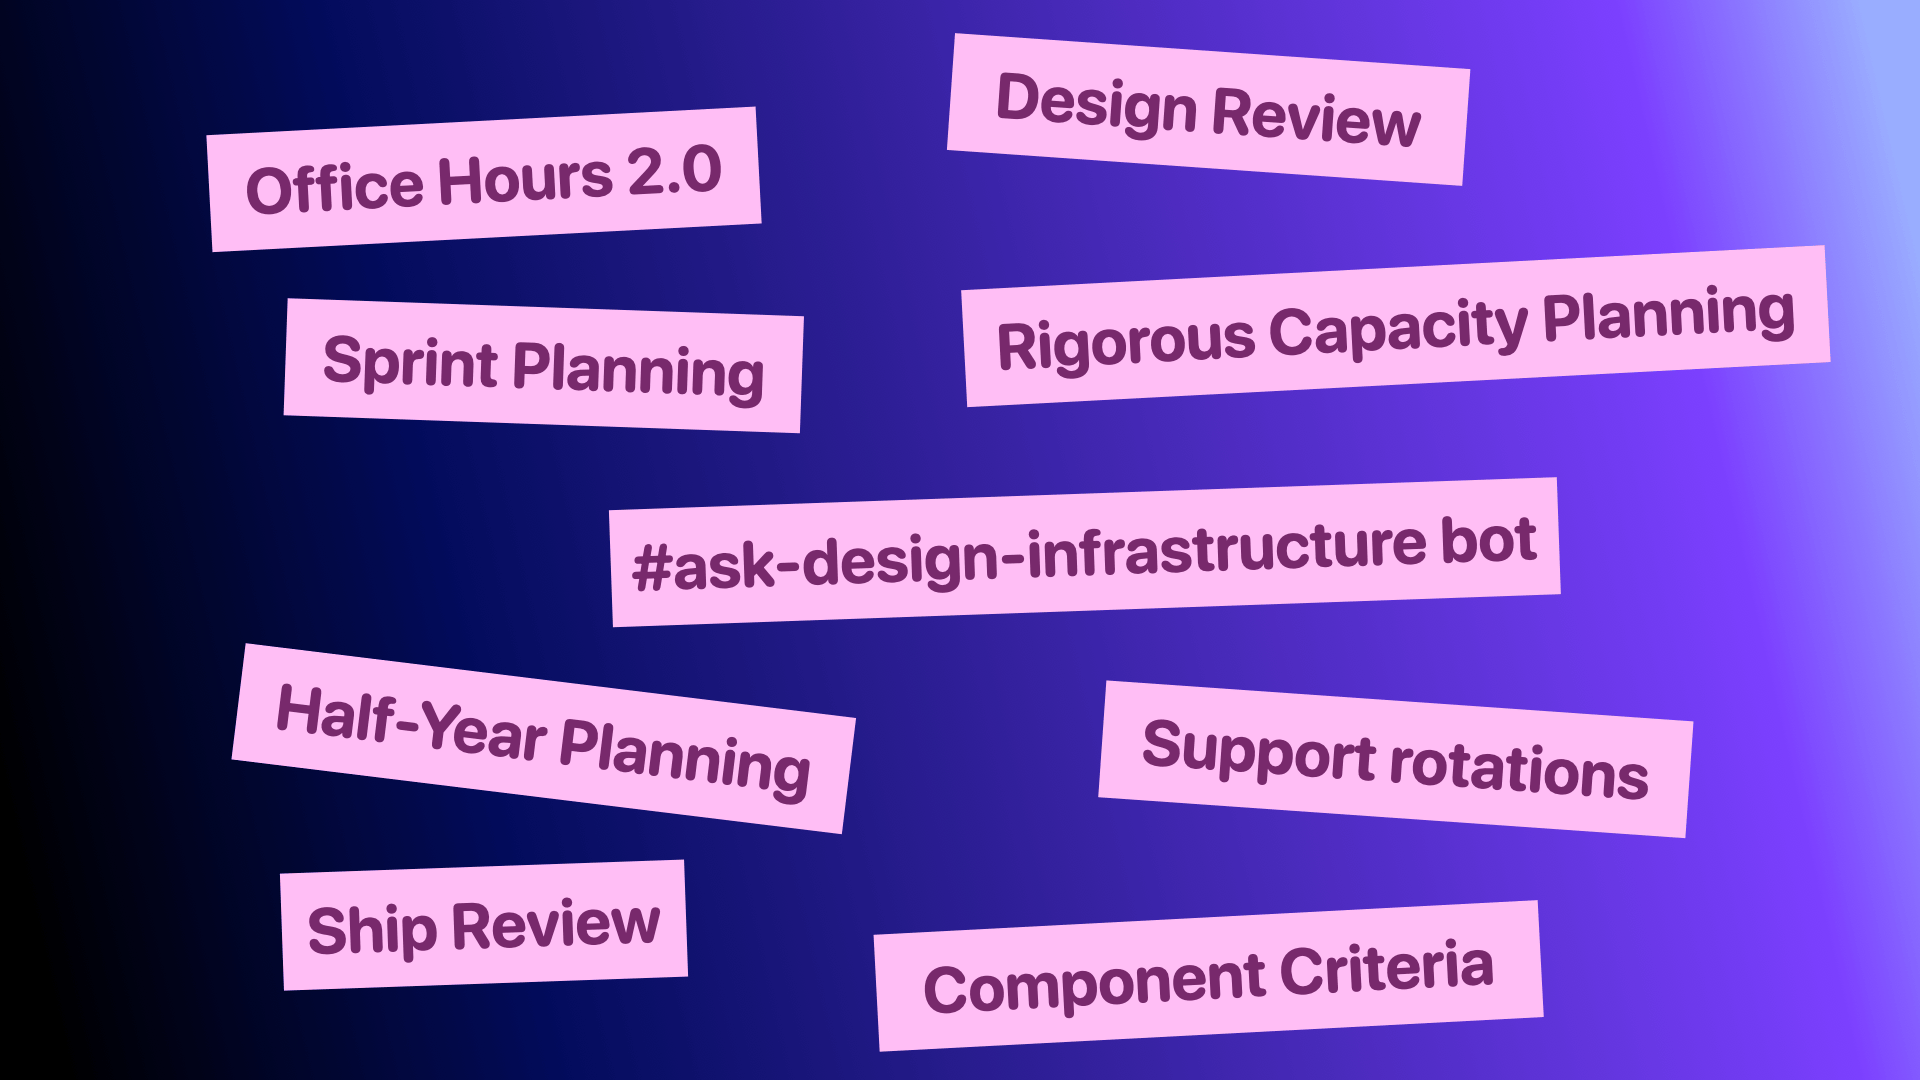 Design Review
Office Hours 2.0
Rigorous Capacity Planning
Sprint Planning
#ask-design-infrastructure bot
Half-Year Planning
Support rotations
Ship Review
Component Criteria